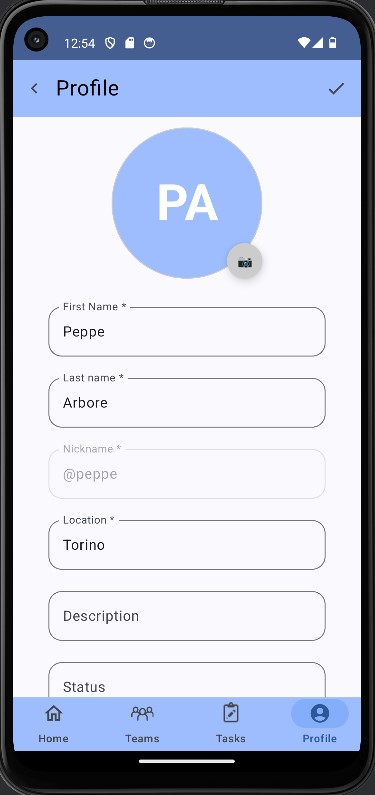 12:54
Profile
PA
First Name *
Peppe
Last name *
Arbore
Nickname *
@peppe
Location *
Torino
Description
Status
Home Teams Tasks Profile